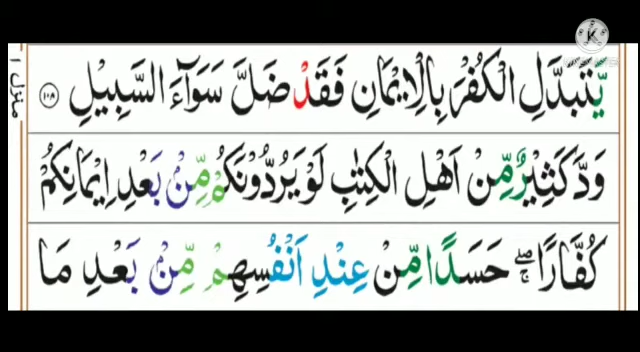 يَّتَبَدَّلِ الْكُفْرَ بِالْاِيْمَانِ فَقَدْ ضَلَّ سَوَآءَ السَّبِيْلِ ۝١٠٨
وَدَّ كَثِيْرٌ مِّنْ اَهْلِ الْكِتٰبِ لَوْ يَرُدُّوْنَكُمْ مِّنْۢ بَعْدِ اِيْمَانِكُمْ
كُفَّارًا ۖۚ حَسَدًا مِّنْ عِنْدِ اَنْفُسِهِمْ مِّنْۢ بَعْدِ مَا
منزل ١